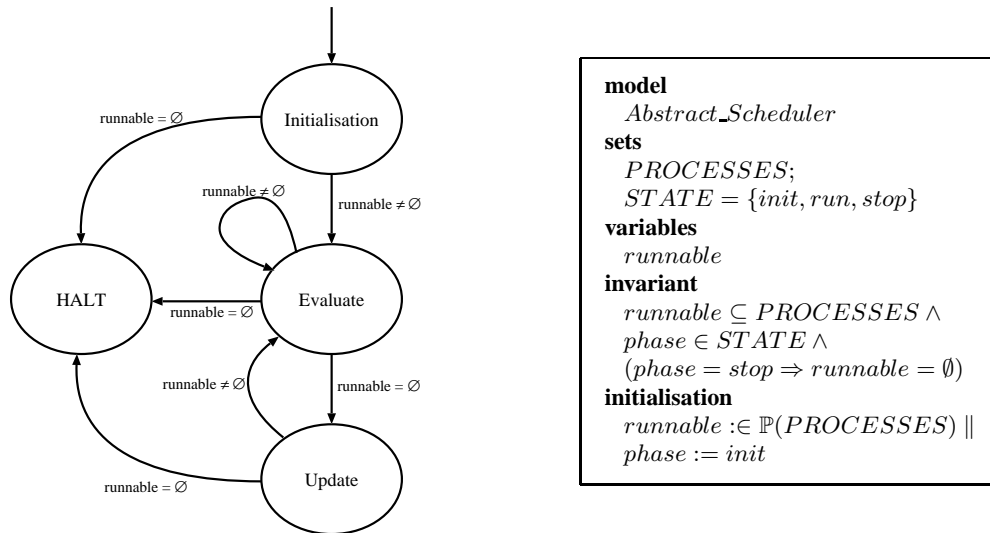 Initialisation
runnable = ∅
runnable ≠ ∅
runnable ≠ ∅
HALT
Evaluate
runnable = ∅
runnable ≠ ∅
runnable = ∅
Update
runnable = ∅
model
Abstract_Scheduler
sets
PROCESSES;
STATE = {init, run, stop}
variables
runnable
invariant
runnable ⊆ PROCESSES ∧
phase ∈ STATE ∧
(phase = stop ⇒ runnable = ∅)
initialisation
runnable :∈ ℙ(PROCESSES) ∥
phase := init